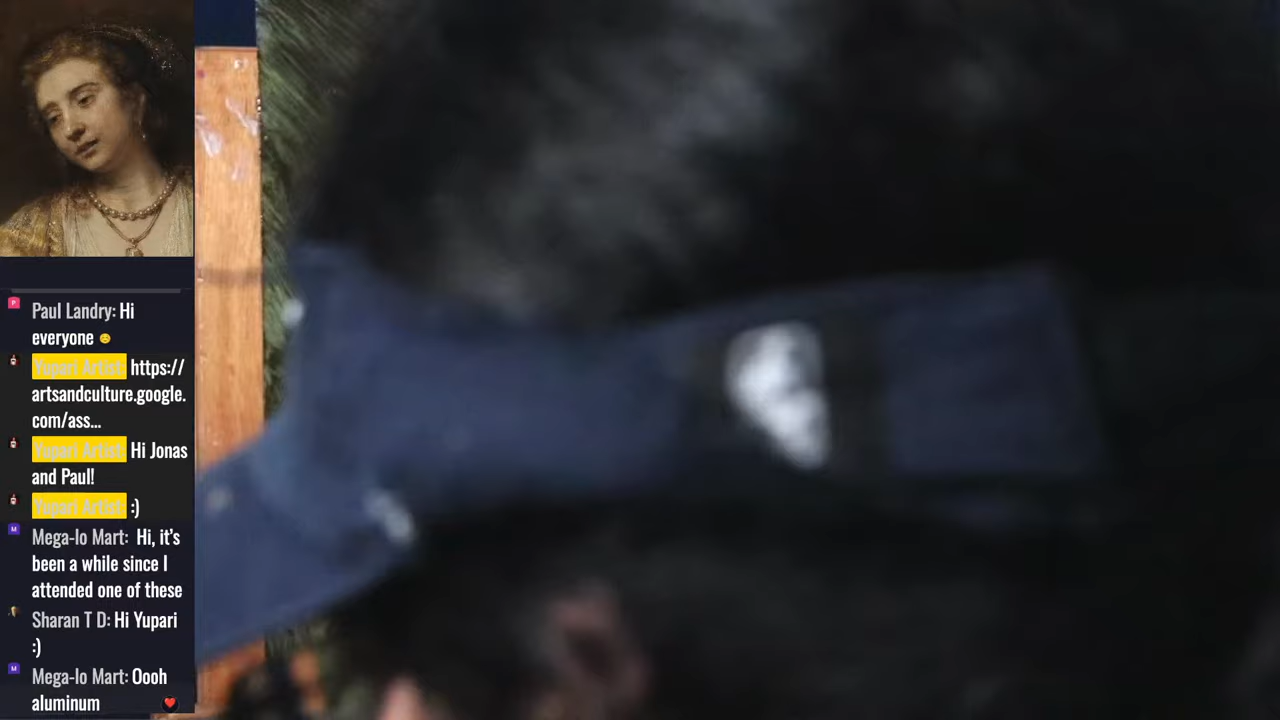 Paul Landry: Hi
everyone
Yupari Artist: https://
artsandculture.google.
com/ass...
Yupari Artist: Hi Jonas
and Paul!
Yupari Artist: :)
Mega-lo Mart: Hi, it's
been a while since I
attended one of these
Sharan T D: Hi Yupari
:)
Mega-lo Mart: Oooh
aluminum